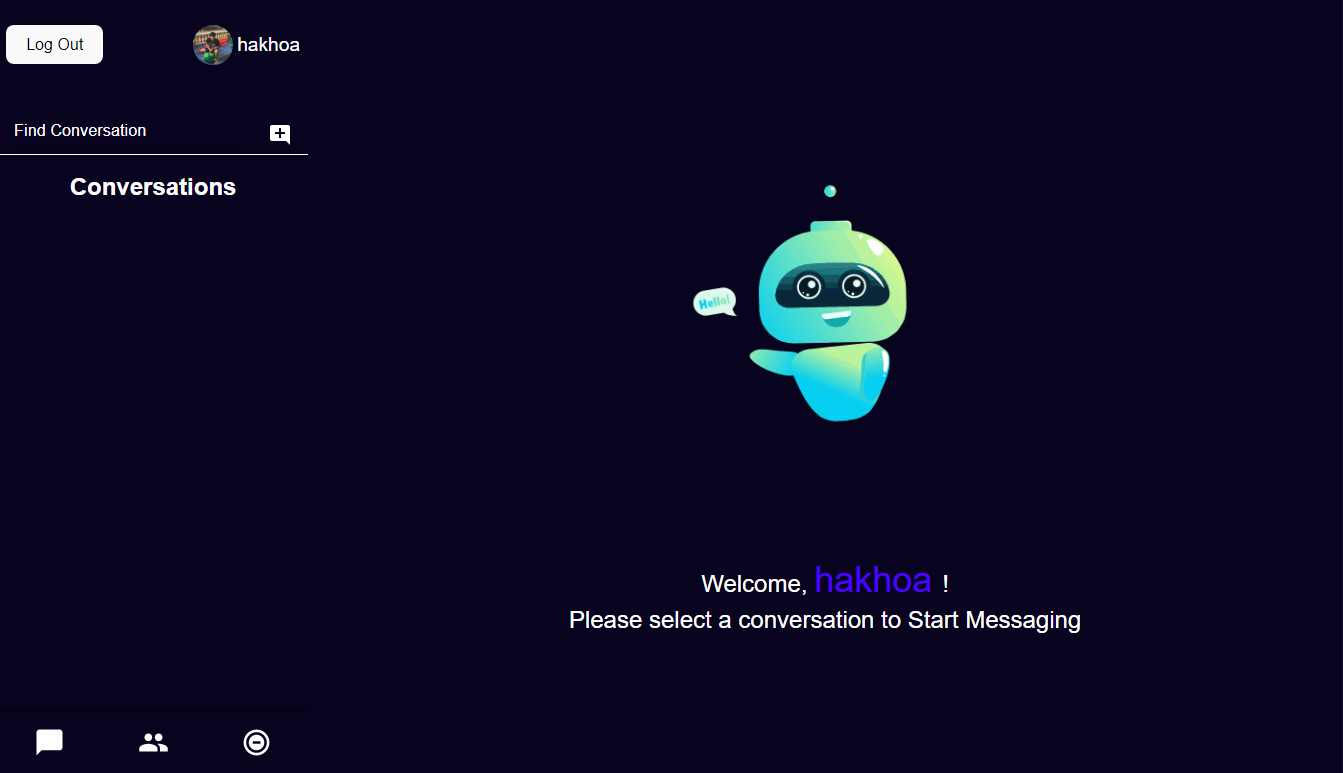 Log Out
hakhoa
Find Conversation
Conversations
Hello!
Welcome, hakhoa !
Please select a conversation to Start Messaging